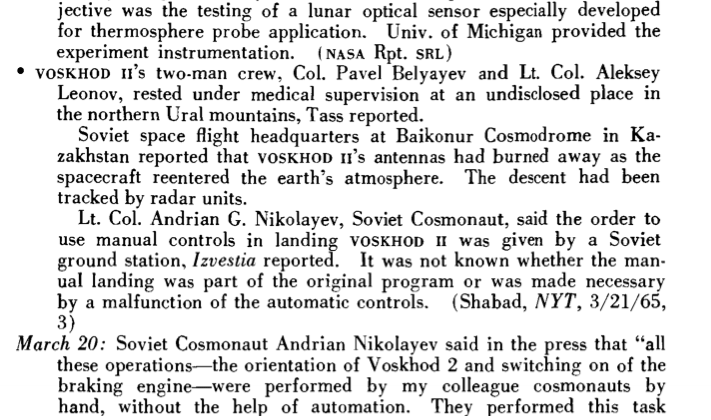 jective was the testing of a lunar optical sensor especially developed
for thermosphere probe application. Univ. of Michigan provided the
experiment instrumentation. (NASA Rpt. SRL)
• VOSKHOD II's two-man crew, Col. Pavel Belyayev and Lt. Col. Aleksey
Leonov, rested under medical supervision at an undisclosed place in
the northern Ural mountains, Tass reported.
Soviet space flight headquarters at Baikonur Cosmodrome in Ka-
zakhstan reported that VOSKHOD II's antennas had burned away as the
spacecraft reentered the earth's atmosphere. The descent had been
tracked by radar units.
Lt. Col. Andrian G. Nikolayev, Soviet Cosmonaut, said the order to
use manual controls in landing VOSKHOD II was given by a Soviet
ground station, Izvestia reported. It was not known whether the man-
ual landing was part of the original program or was made necessary
by a malfunction of the automatic controls. (Shabad, NYT, 3/21/65,
3)
March 20: Soviet Cosmonaut Andrian Nikolayev said in the press that "all
these operations—the orientation of Voskhod 2 and switching on of the
braking engine—were performed by my colleague cosmonauts by
hand, without the help of automation. They performed this task